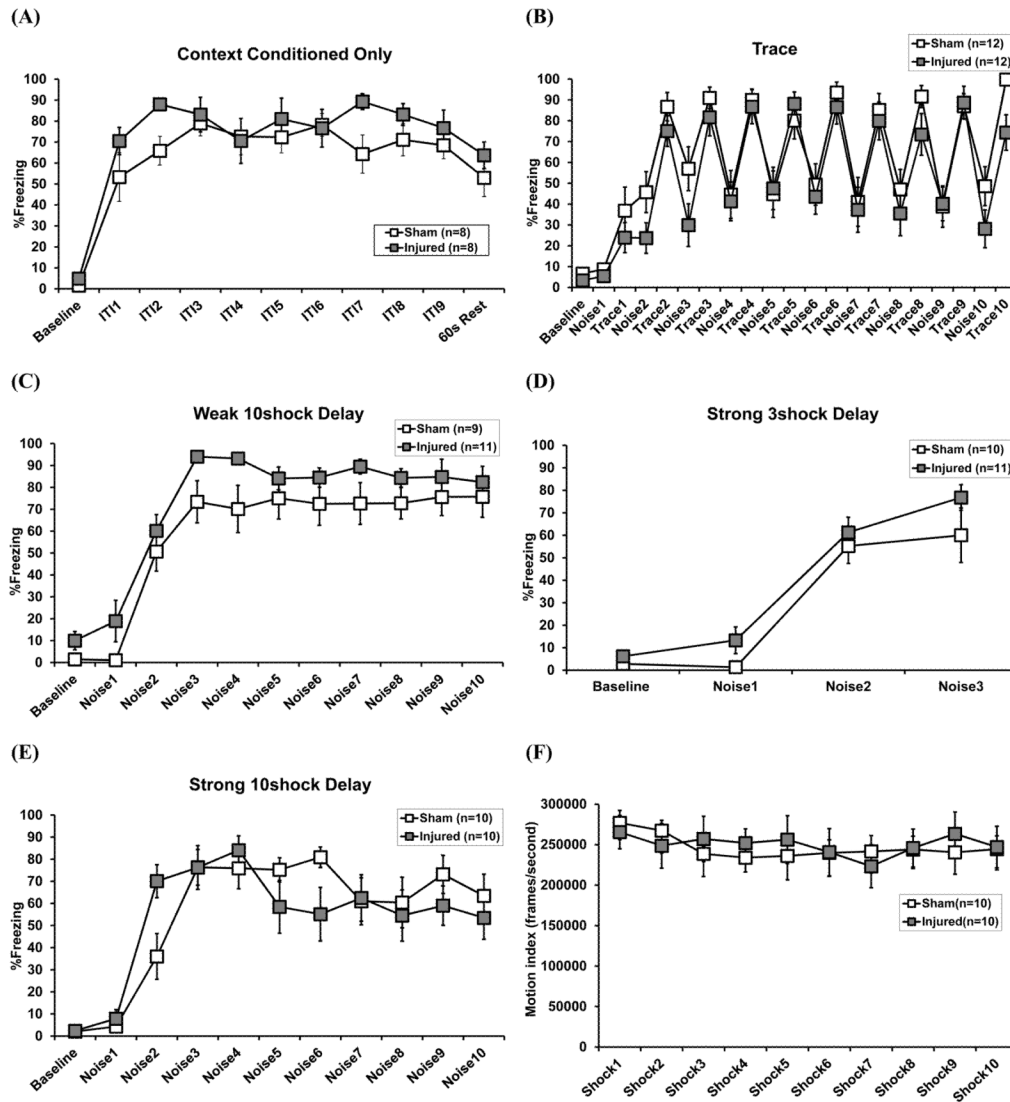 (A)
Context Conditioned Only
%Freezing
100
90
80
70
60
50
40
30
20
10
0
Sham (n=8)
Injured (n=8)
Baseline
ITI1
ITI2
ITI3
ITI4
ITI5
ITI6
ITI7
ITI8
ITI9
60s Rest
(B)
Trace
Sham (n=12)
Injured (n=12)
%Freezing
100
90
80
70
60
50
40
30
20
10
0
Baseline
Noise1
Trace1
Noise2
Trace2
Noise3
Trace3
Noise4
Trace4
Noise5
Trace5
Noise6
Trace6
Noise7
Trace7
Noise8
Trace8
Noise9
Trace9
Noise10
Trace10
(C)
Weak 10shock Delay
Sham (n=9)
Injured (n=11)
%Freezing
100
90
80
70
60
50
40
30
20
10
0
Baseline
Noise1
Noise2
Noise3
Noise4
Noise5
Noise6
Noise7
Noise8
Noise9
Noise10
(D)
Strong 3shock Delay
Sham (n=10)
Injured (n=11)
%Freezing
100
90
80
70
60
50
40
30
20
10
0
Baseline
Noise1
Noise2
Noise3
(E)
Strong 10shock Delay
Sham (n=10)
Injured (n=10)
%Freezing
100
90
80
70
60
50
40
30
20
10
0
Baseline
Noise1
Noise2
Noise3
Noise4
Noise5
Noise6
Noise7
Noise8
Noise9
Noise10
(F)
Motion index (frames/second)
300000
250000
200000
150000
100000
50000
0
Sham(n=10)
Injured(n=10)
Shock1
Shock2
Shock3
Shock4
Shock5
Shock6
Shock7
Shock8
Shock9
Shock10